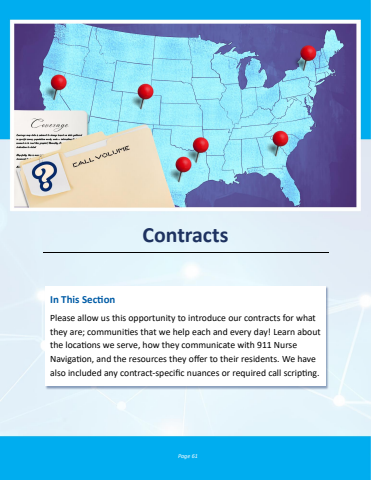 Coverage
CALL VOLUME
?
Contracts
In This Section
Please allow us this opportunity to introduce our contracts for what
they are; communities that we help each and every day! Learn about
the locations we serve, how they communicate with 911 Nurse
Navigation, and the resources they offer to their residents. We have
also included any contract-specific nuances or required call scripting.
Page 61